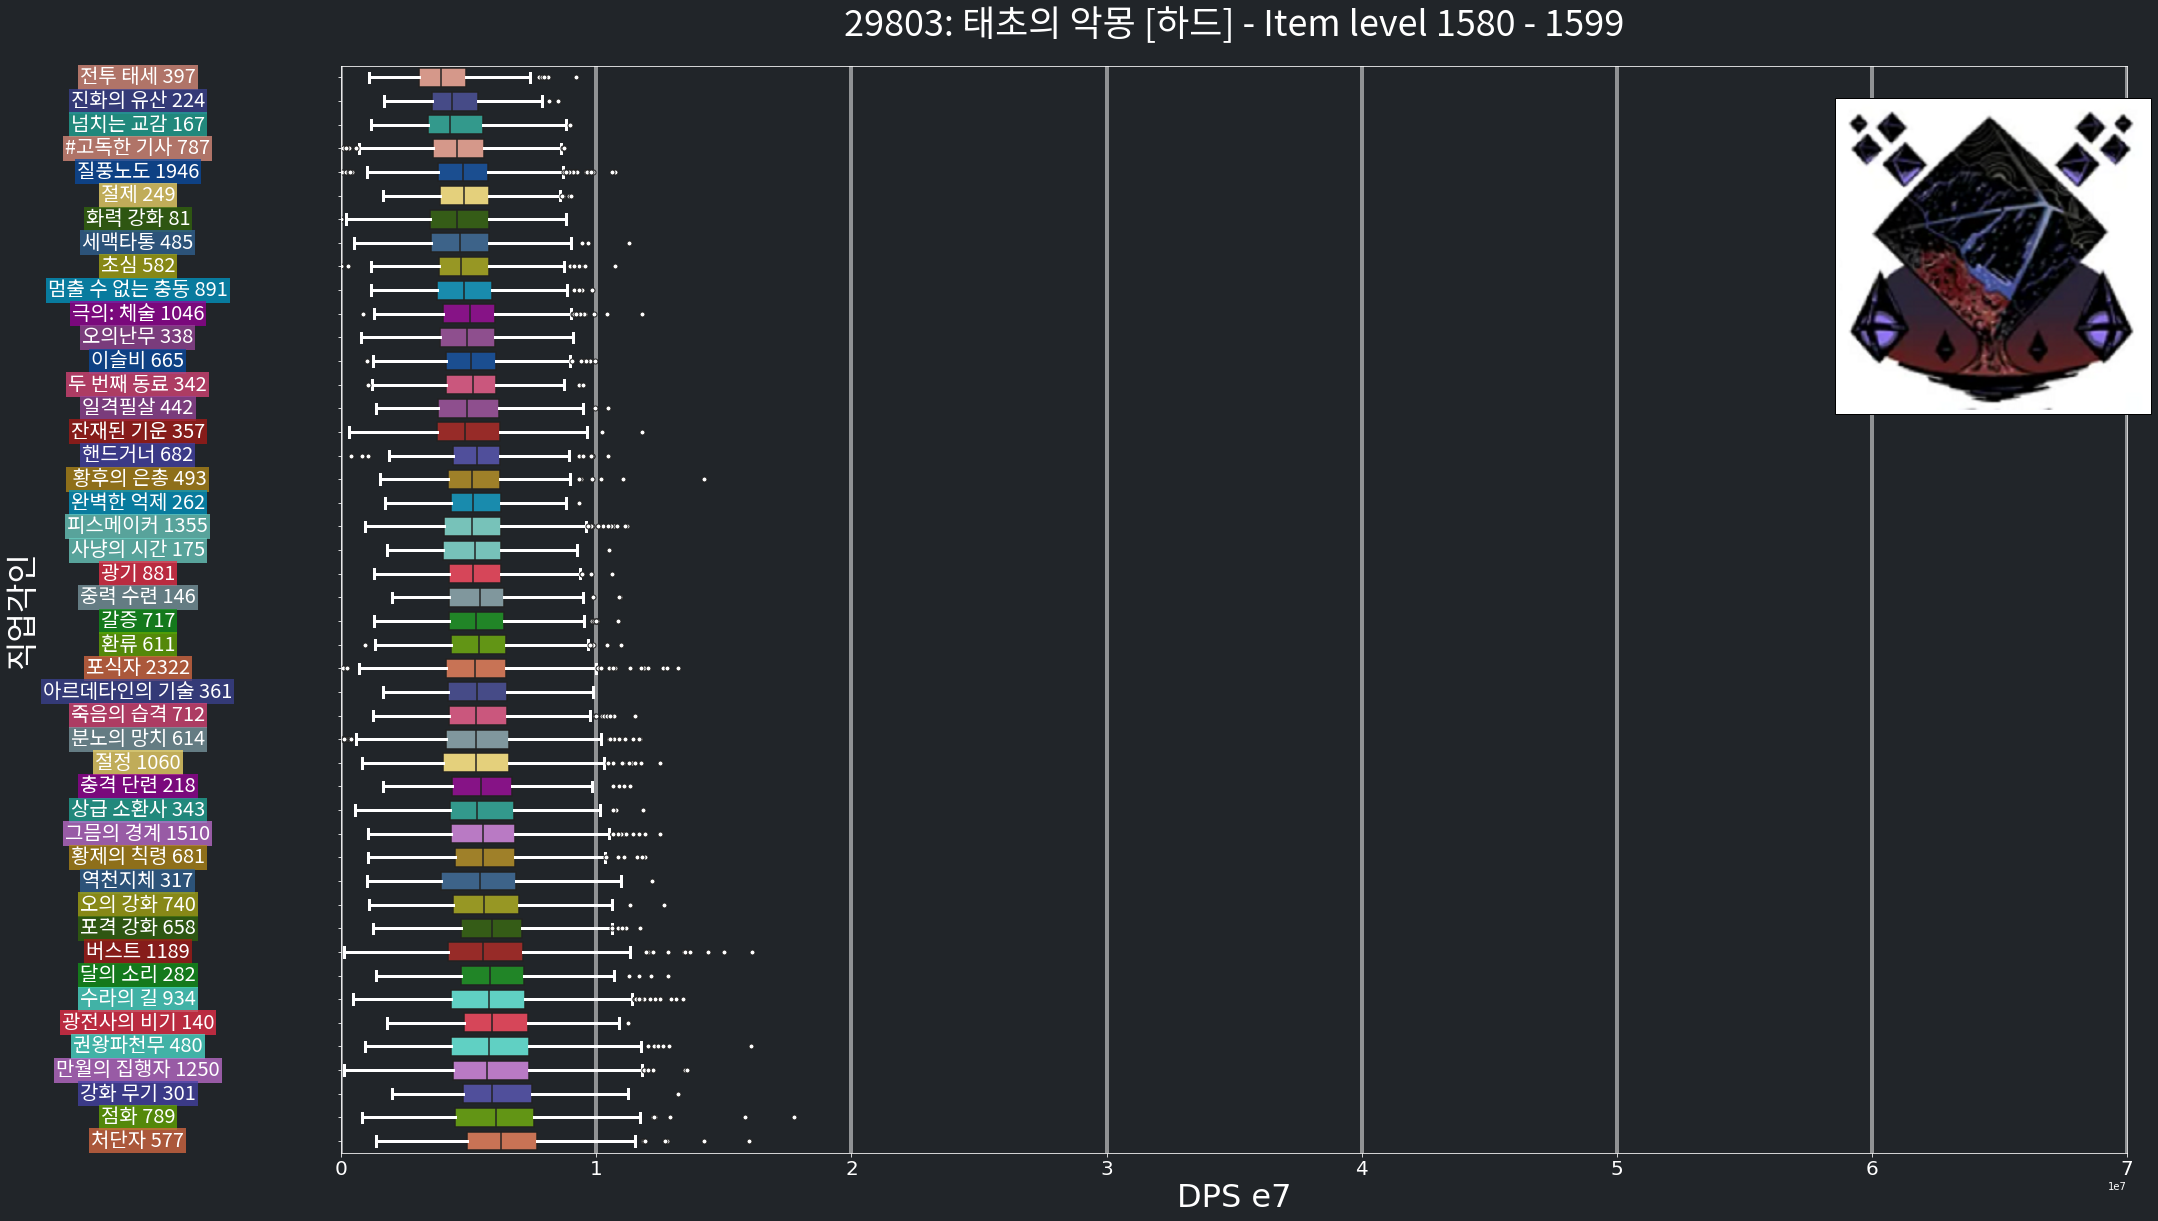 29803: 태초의 악몽 [하드] - Item level 1580 - 1599
전투 태세 397
진화의 유산 224
넘치는 교감 167
#고독한 기사 787
질풍노도 1946
절제 249
화력 강화 81
세맥타통 485
초심 582
멈출 수 없는 충동 891
극의: 체술 1046
오의난무 338
이슬비 665
두 번째 동료 342
일격필살 442
잔재된 기운 357
핸드거너 682
황후의 은총 493
완벽한 억제 262
피스메이커 1355
사냥의 시간 175
광기 881
중력 수련 146
갈증 717
환류 611
포식자 2322
아르데타인의 기술 361
죽음의 습격 712
분노의 망치 614
절정 1060
충격 단련 218
상급 소환사 343
그믐의 경계 1510
황제의 칙령 681
역천지체 317
오의 강화 740
포격 강화 658
버스트 1189
달의 소리 282
수라의 길 934
광전사의 비기 140
권왕파천무 480
만월의 집행자 1250
강화 무기 301
점화 789
처단자 577
직업각인
0 1 2 3 4 5 6 7
1e7
DPS e7